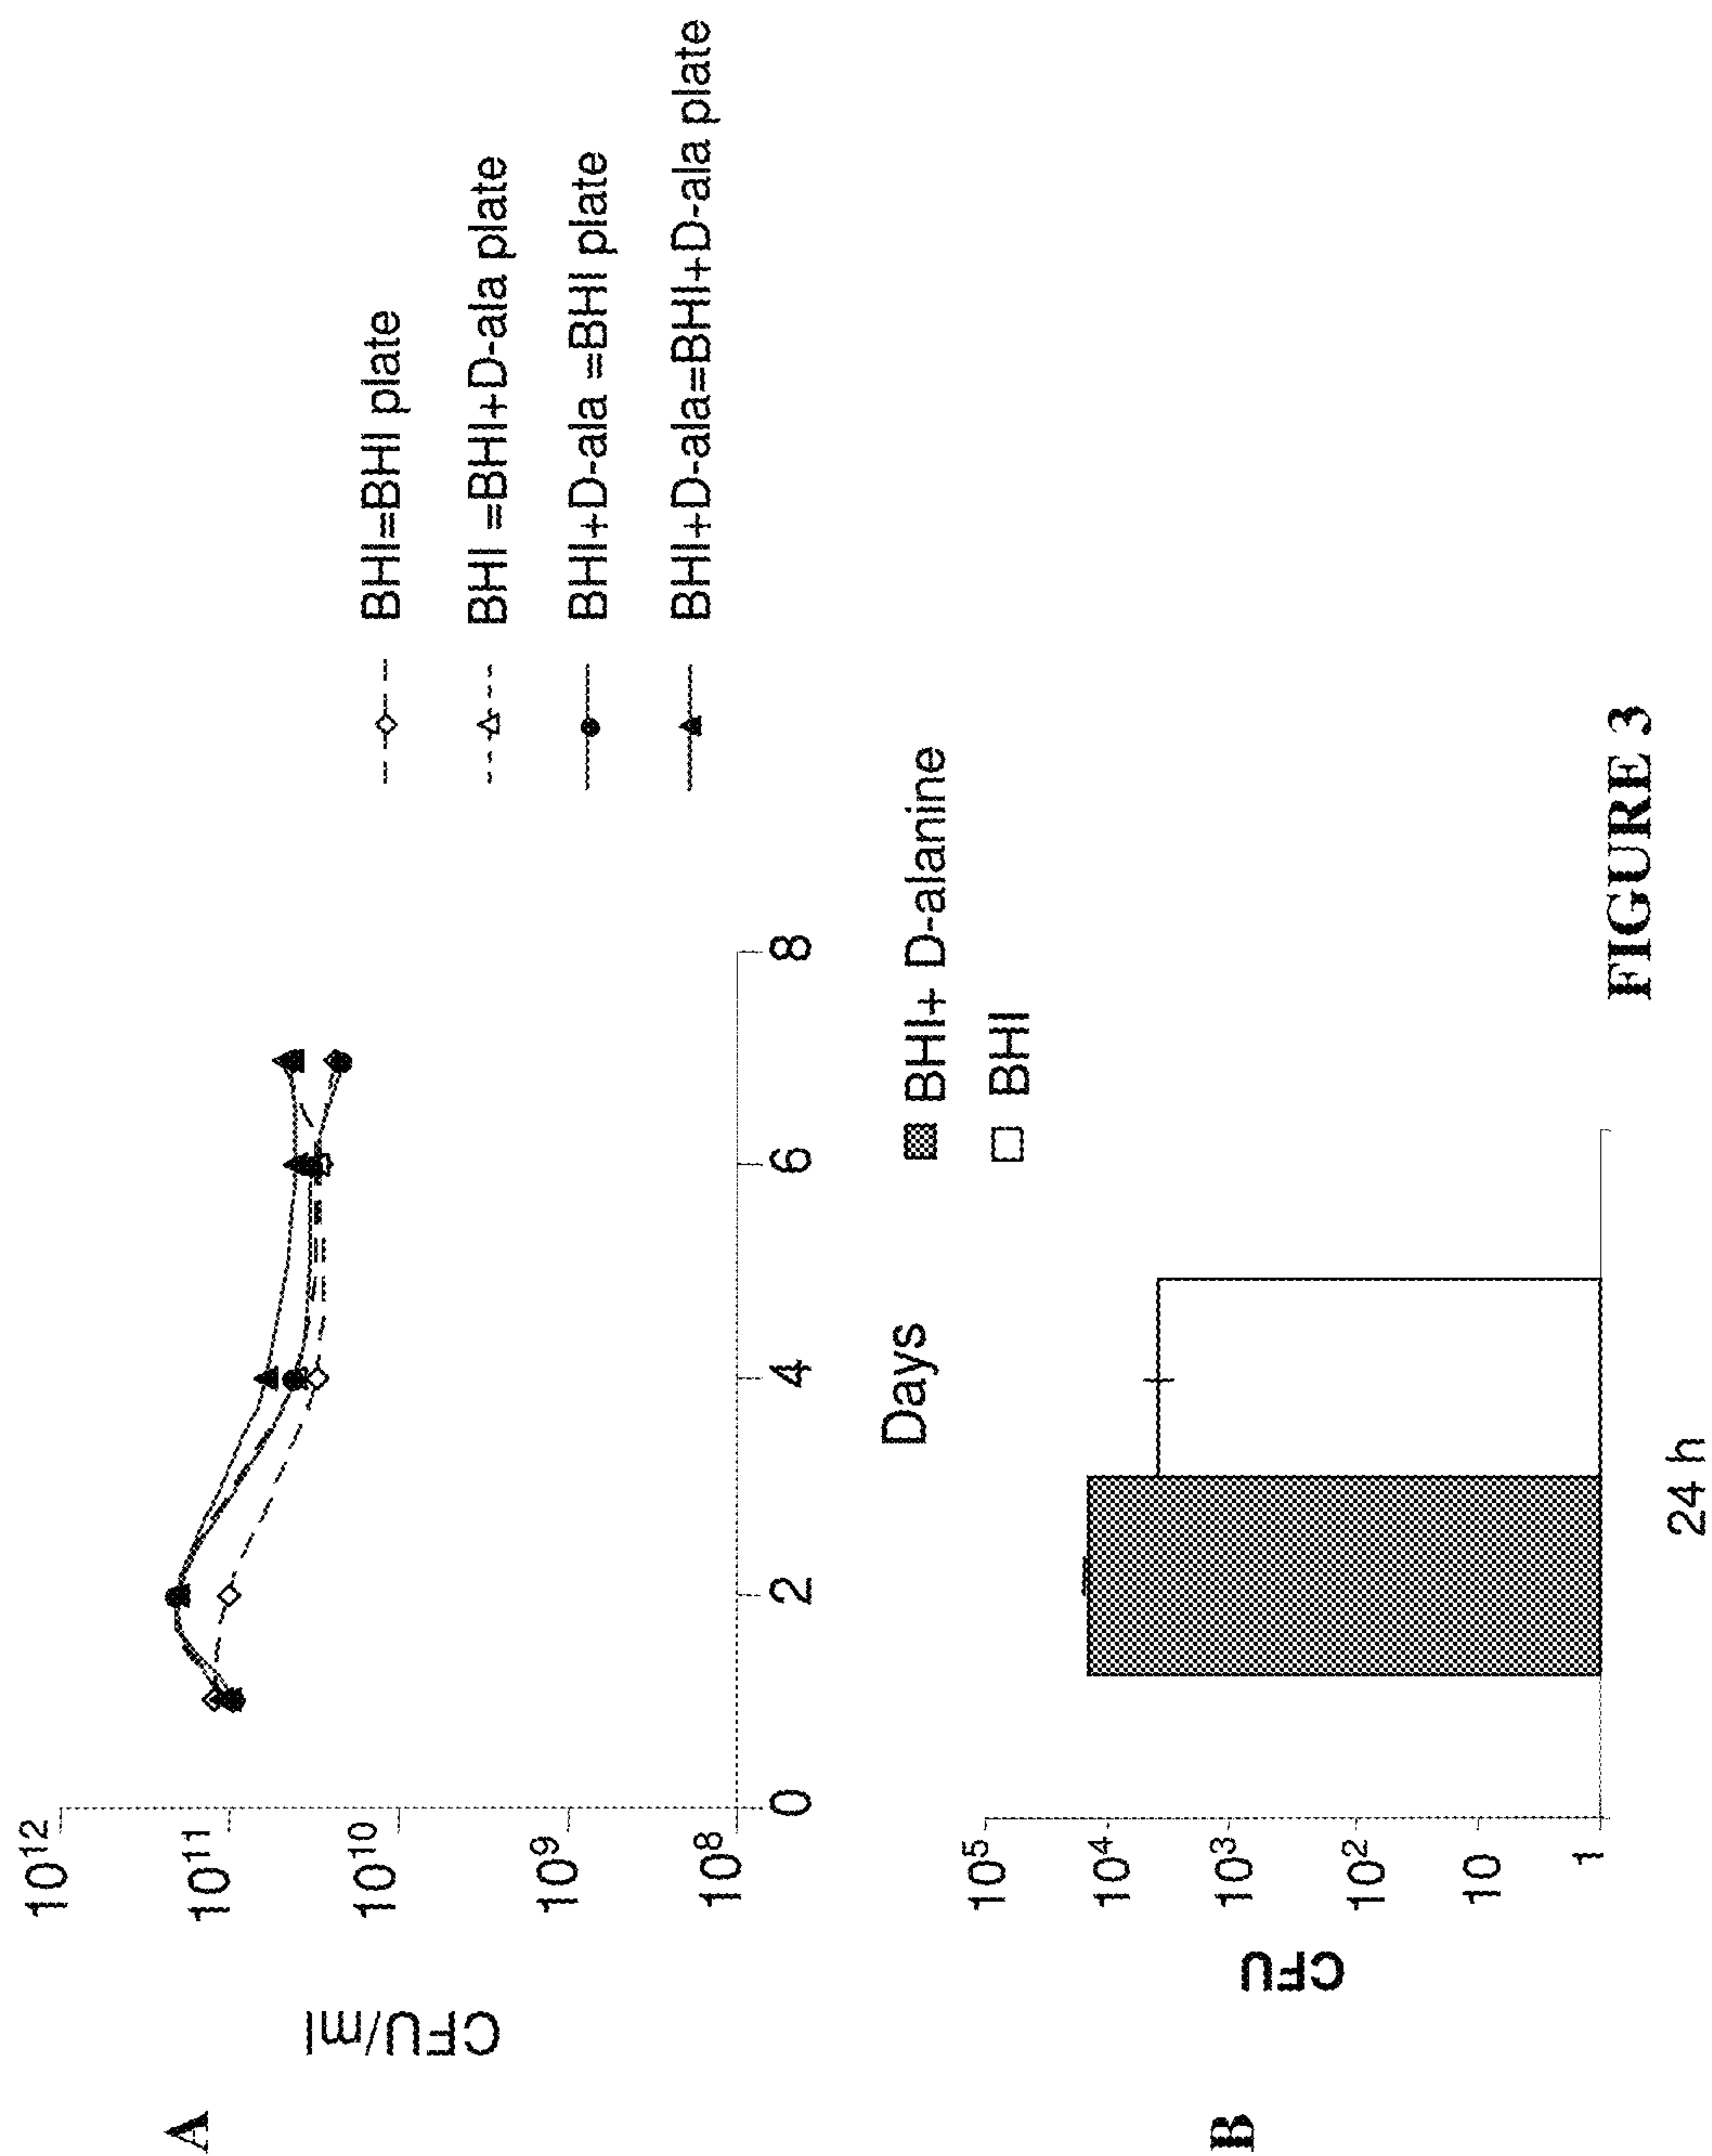 A
CFU/ml
10¹²
10¹¹
10¹⁰
10⁹
10⁸
0
2
4
6
8
Days
BHI=BHI plate
BHI =BHI+D-ala plate
BHI+D-ala =BHI plate
BHI+D-ala=BHI+D-ala plate
B
CFU
10⁵
10⁴
10³
10²
10
1
24 h
BHI+ D-alanine
BHI
FIGURE 3